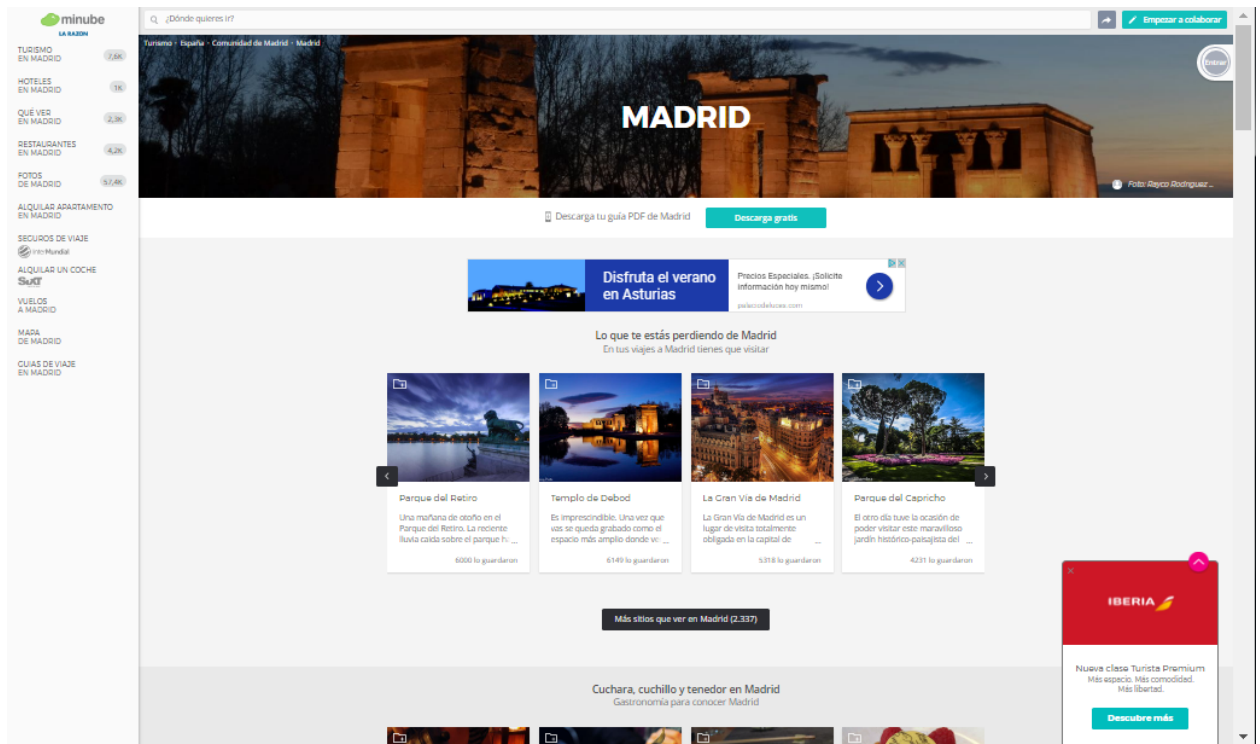 minube
LA RAZON
¿Dónde quieres ir?
Empezar a colaborar
TURISMO
EN MADRID
7,6K
HOTELES
EN MADRID
1K
QUÉ VER
EN MADRID
2,3K
RESTAURANTES
EN MADRID
4,2K
FOTOS
DE MADRID
57,4K
ALQUILAR APARTAMENTO
EN MADRID
SEGUROS DE VIAJE
InterMundial
ALQUILAR UN COCHE
SIXT
VUELOS
A MADRID
MAPA
DE MADRID
GUIAS DE VIAJE
EN MADRID
Turismo - España - Comunidad de Madrid - Madrid
Entrar
MADRID
Foto: Rayco Rodriguez ...
Descarga tu guía PDF de Madrid
Descarga gratis
Disfruta el verano
en Asturias
Precios Especiales. ¡Solicite
información hoy mismo!
palaciodeluces.com
Lo que te estás perdiendo de Madrid
En tus viajes a Madrid tienes que visitar
Parque del Retiro
Una mañana de otoño en el
Parque del Retiro. La reciente
lluvia caida sobre el parque h ...
6000 lo guardaron
Templo de Debod
Es imprescindible. Una vez que
vas se queda grabado como el
espacio más amplio donde v ...
6149 lo guardaron
La Gran Vía de Madrid
La Gran Vía de Madrid es un
lugar de visita totalmente
obligada en la capital de ...
5318 lo guardaron
Parque del Capricho
El otro día tuve la ocasión de
poder visitar este maravilloso
jardín histórico-paisajista del ...
4231 lo guardaron
Más sitios que ver en Madrid (2.337)
Cuchara, cuchillo y tenedor en Madrid
Gastronomía para conocer Madrid
IBERIA
Nueva clase Turista Premium
Más espacio. Más comodidad.
Más libertad.
Descubre más